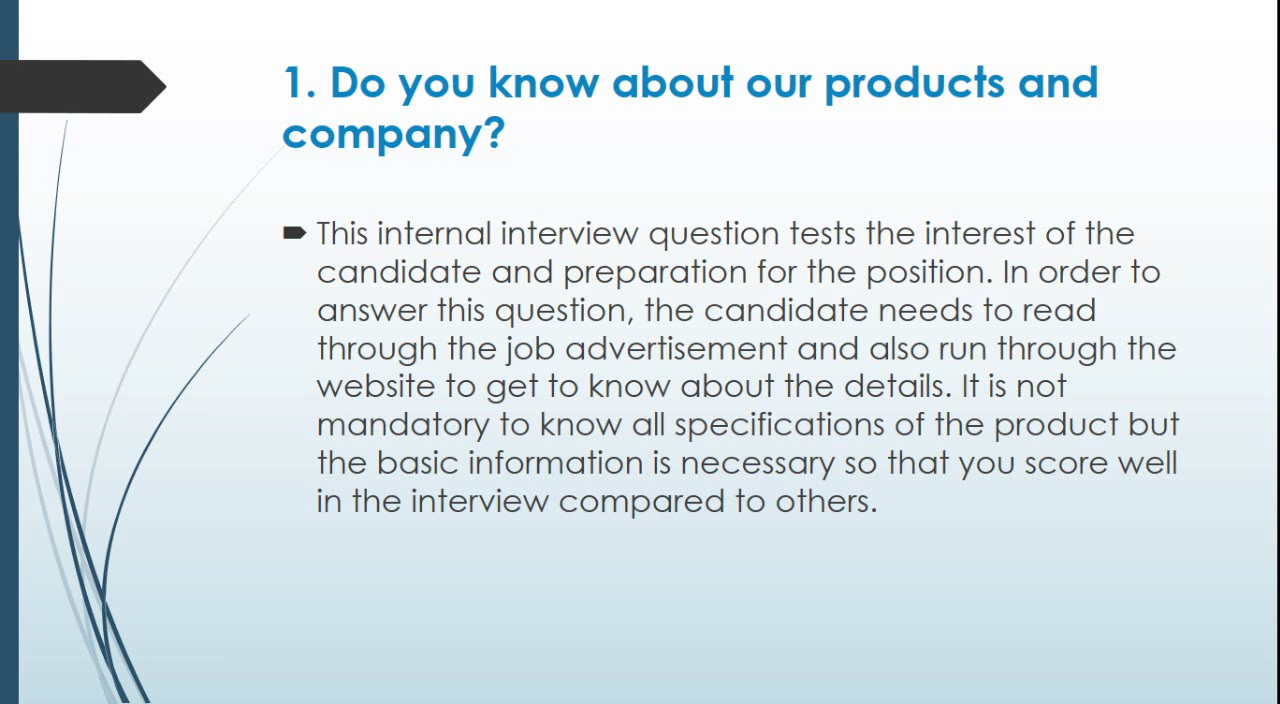 1. Do you know about our products and
company?
This internal interview question tests the interest of the
candidate and preparation for the position. In order to
answer this question, the candidate needs to read
through the job advertisement and also run through the
website to get to know about the details. It is not
mandatory to know all specifications of the product but
the basic information is necessary so that you score well
in the interview compared to others.